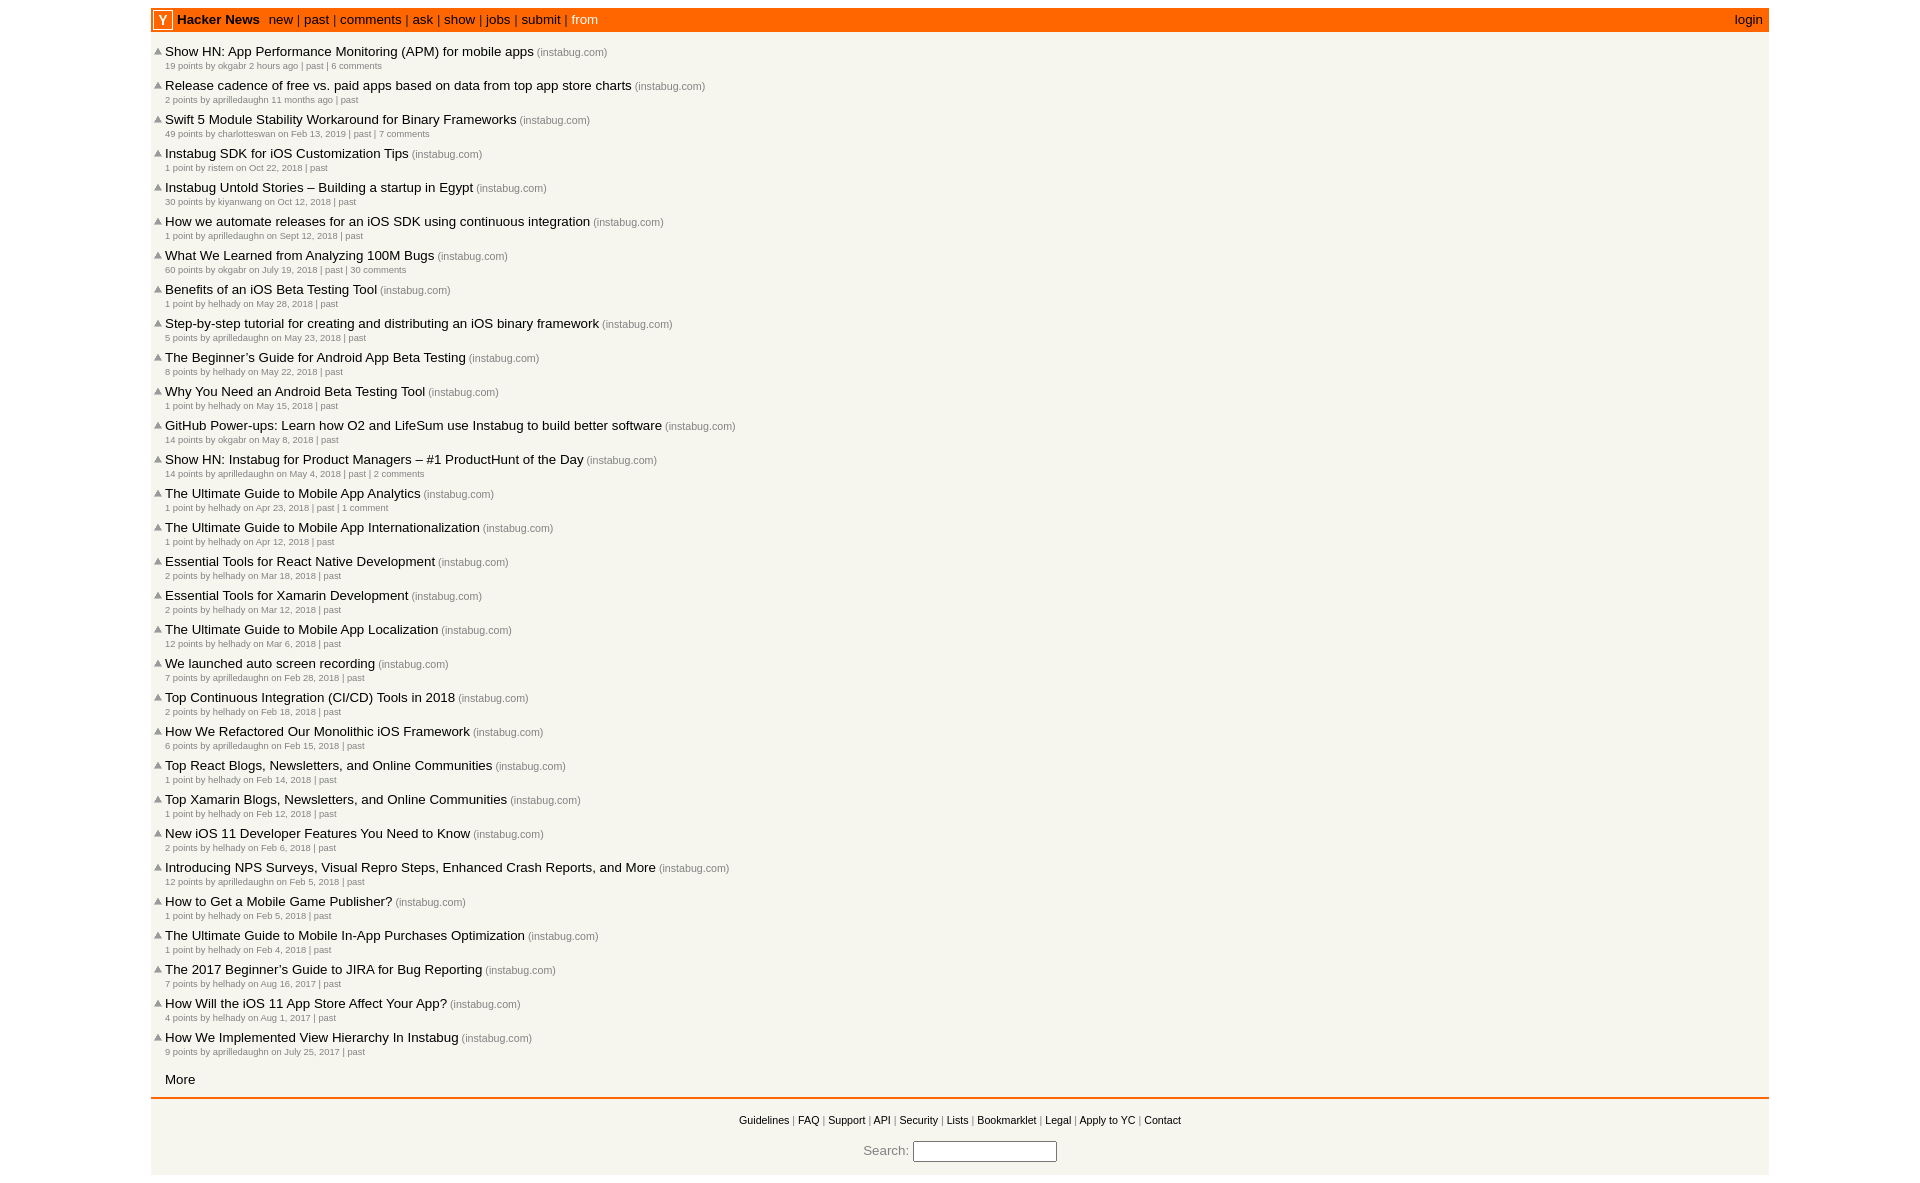 Y Hacker News new | past | comments | ask | show | jobs | submit | from login
Show HN: App Performance Monitoring (APM) for mobile apps (instabug.com)
19 points by okgabr 2 hours ago | past | 6 comments
Release cadence of free vs. paid apps based on data from top app store charts (instabug.com)
2 points by aprilledaughn 11 months ago | past
Swift 5 Module Stability Workaround for Binary Frameworks (instabug.com)
49 points by charlotteswan on Feb 13, 2019 | past | 7 comments
Instabug SDK for iOS Customization Tips (instabug.com)
1 point by ristem on Oct 22, 2018 | past
Instabug Untold Stories – Building a startup in Egypt (instabug.com)
30 points by kiyanwang on Oct 12, 2018 | past
How we automate releases for an iOS SDK using continuous integration (instabug.com)
1 point by aprilledaughn on Sept 12, 2018 | past
What We Learned from Analyzing 100M Bugs (instabug.com)
60 points by okgabr on July 19, 2018 | past | 30 comments
Benefits of an iOS Beta Testing Tool (instabug.com)
1 point by helhady on May 28, 2018 | past
Step-by-step tutorial for creating and distributing an iOS binary framework (instabug.com)
5 points by aprilledaughn on May 23, 2018 | past
The Beginner’s Guide for Android App Beta Testing (instabug.com)
8 points by helhady on May 22, 2018 | past
Why You Need an Android Beta Testing Tool (instabug.com)
1 point by helhady on May 15, 2018 | past
GitHub Power-ups: Learn how O2 and LifeSum use Instabug to build better software (instabug.com)
14 points by okgabr on May 8, 2018 | past
Show HN: Instabug for Product Managers – #1 ProductHunt of the Day (instabug.com)
14 points by aprilledaughn on May 4, 2018 | past | 2 comments
The Ultimate Guide to Mobile App Analytics (instabug.com)
1 point by helhady on Apr 23, 2018 | past | 1 comment
The Ultimate Guide to Mobile App Internationalization (instabug.com)
1 point by helhady on Apr 12, 2018 | past
Essential Tools for React Native Development (instabug.com)
2 points by helhady on Mar 18, 2018 | past
Essential Tools for Xamarin Development (instabug.com)
2 points by helhady on Mar 12, 2018 | past
The Ultimate Guide to Mobile App Localization (instabug.com)
12 points by helhady on Mar 6, 2018 | past
We launched auto screen recording (instabug.com)
7 points by aprilledaughn on Feb 28, 2018 | past
Top Continuous Integration (CI/CD) Tools in 2018 (instabug.com)
2 points by helhady on Feb 18, 2018 | past
How We Refactored Our Monolithic iOS Framework (instabug.com)
6 points by aprilledaughn on Feb 15, 2018 | past
Top React Blogs, Newsletters, and Online Communities (instabug.com)
1 point by helhady on Feb 14, 2018 | past
Top Xamarin Blogs, Newsletters, and Online Communities (instabug.com)
1 point by helhady on Feb 12, 2018 | past
New iOS 11 Developer Features You Need to Know (instabug.com)
2 points by helhady on Feb 6, 2018 | past
Introducing NPS Surveys, Visual Repro Steps, Enhanced Crash Reports, and More (instabug.com)
12 points by aprilledaughn on Feb 5, 2018 | past
How to Get a Mobile Game Publisher? (instabug.com)
1 point by helhady on Feb 5, 2018 | past
The Ultimate Guide to Mobile In-App Purchases Optimization (instabug.com)
1 point by helhady on Feb 4, 2018 | past
The 2017 Beginner’s Guide to JIRA for Bug Reporting (instabug.com)
7 points by helhady on Aug 16, 2017 | past
How Will the iOS 11 App Store Affect Your App? (instabug.com)
4 points by helhady on Aug 1, 2017 | past
How We Implemented View Hierarchy In Instabug (instabug.com)
9 points by aprilledaughn on July 25, 2017 | past
More
Guidelines | FAQ | Support | API | Security | Lists | Bookmarklet | Legal | Apply to YC | Contact
Search: